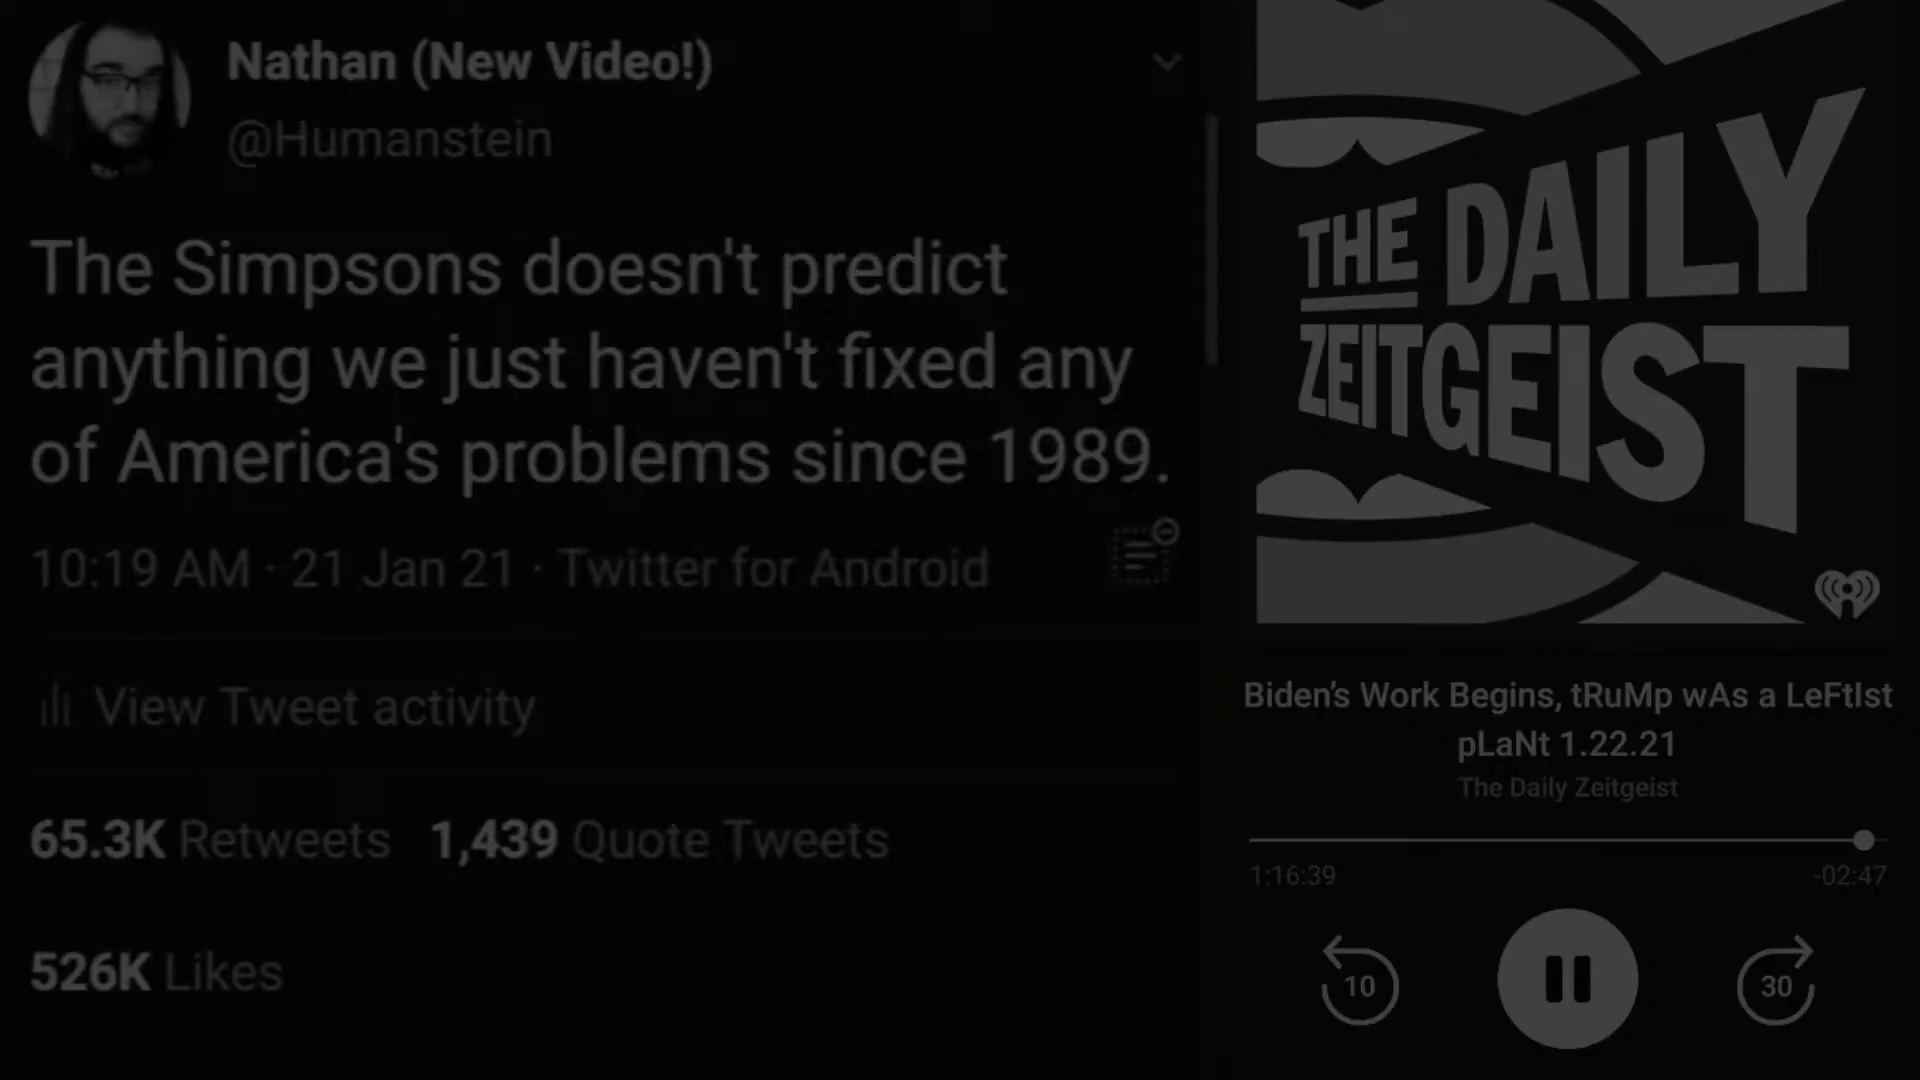 Nathan (New Video!)
@Humanstein
The Simpsons doesn't predict
anything we just haven't fixed any
of America's problems since 1989.
10:19 AM · 21 Jan 21 · Twitter for Android
View Tweet activity
65.3K Retweets 1,439 Quote Tweets
526K Likes
THE DAILY
ZEITGEIST
Biden's Work Begins, tRuMp wAs a LeFtIst
pLaNt 1.22.21
The Daily Zeitgeist
1:16:39 -02:47
10 30